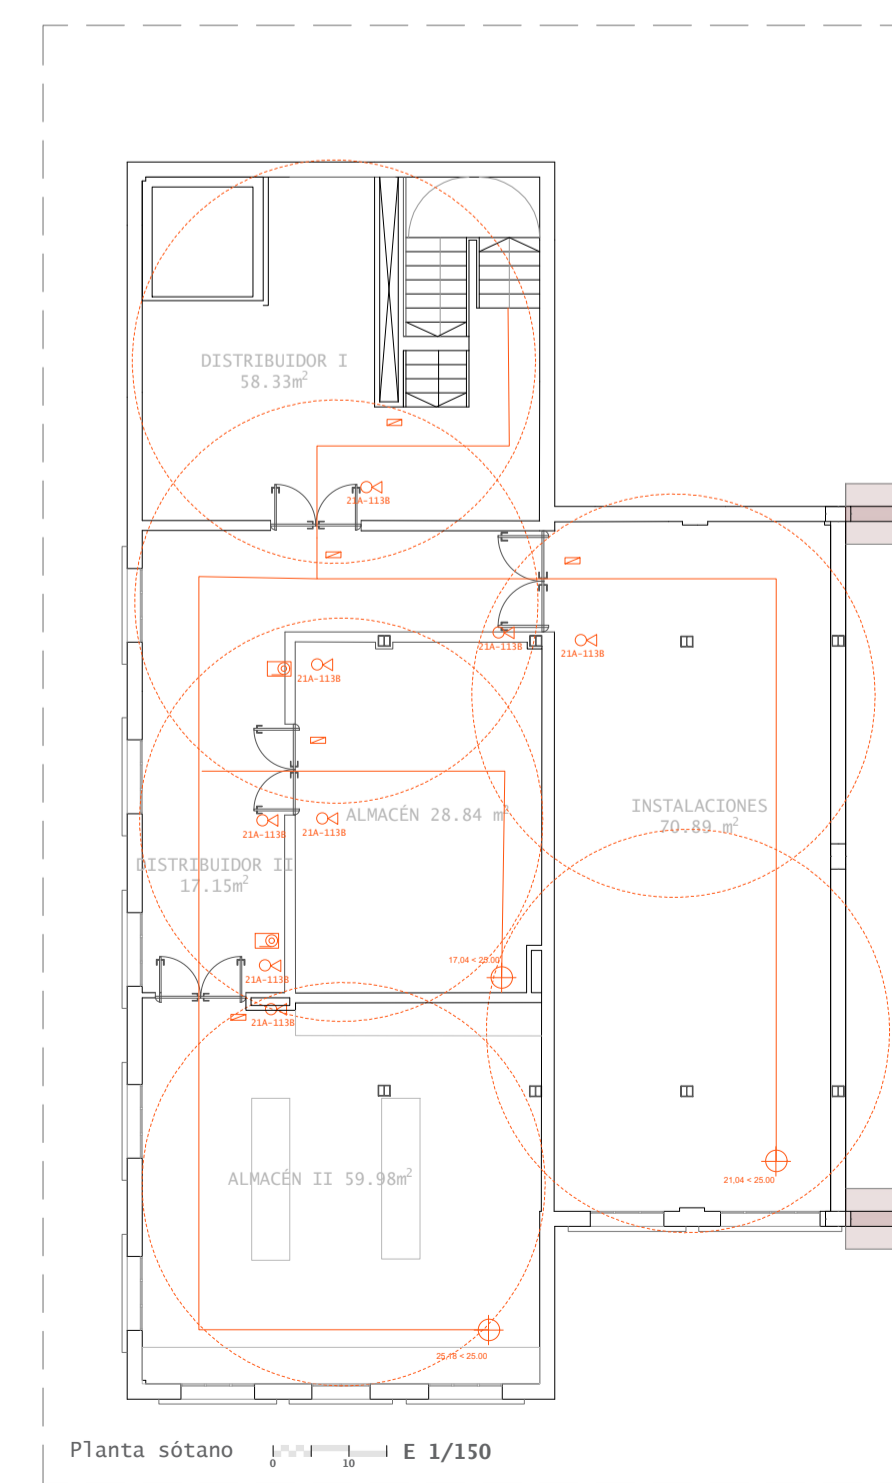 DISTRIBUIDOR I
58.33m²
21A-113B
21A-113B
21A-113B
21A-113B
ALMACÉN 28.84 m²
INSTALACIONES
70.89 m²
21A-113B
21A-113B
DISTRIBUIDOR II
17.15m²
17,04 < 25.00
21A-113B
21A-113B
ALMACÉN II 59.98m²
21,04 < 25.00
25,18 < 25.00
Planta sótano
0
10
E 1/150